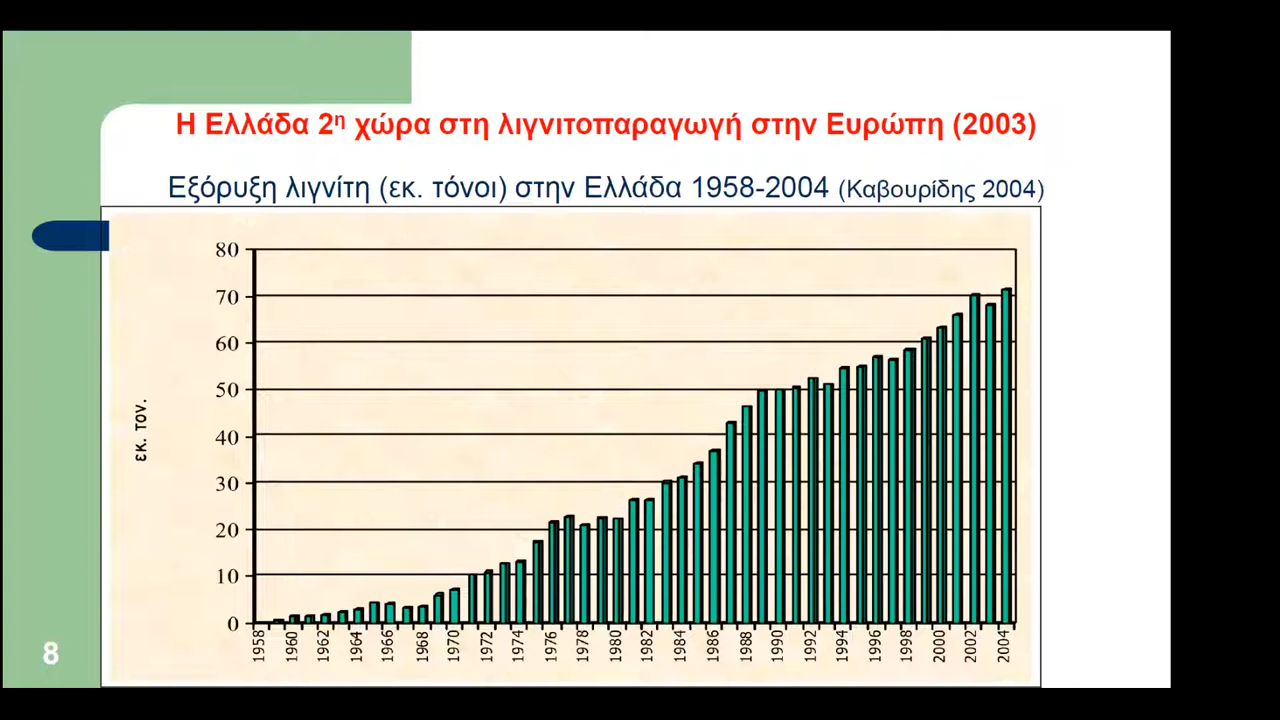 Η Ελλάδα 2η χώρα στη λιγνιτοπαραγωγή στην Ευρώπη (2003)
Εξόρυξη λιγνίτη (εκ. τόνοι) στην Ελλάδα 1958-2004 (Καβουρίδης 2004)
80
70
60
50
40
30
20
10
0
εκ. τον.
1958 1960 1962 1964 1966 1968 1970 1972 1974 1976 1978 1980 1982 1984 1986 1988 1990 1992 1994 1996 1998 2000 2002 2004
8